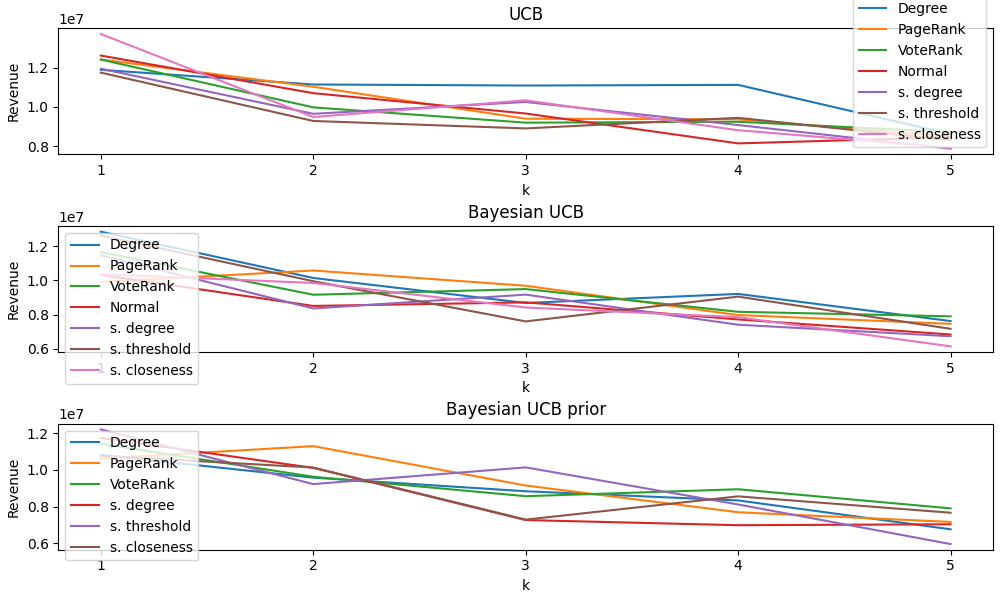 UCB
1e7
Revenue
1.2
1.0
0.8
1 2 3 4 5
k
Degree
PageRank
VoteRank
Normal
s. degree
s. threshold
s. closeness
Bayesian UCB
1e7
Revenue
1.2
1.0
0.8
0.6
1 2 3 4 5
k
Degree
PageRank
VoteRank
Normal
s. degree
s. threshold
s. closeness
Bayesian UCB prior
1e7
Revenue
1.2
1.0
0.8
0.6
1 2 3 4 5
k
Degree
PageRank
VoteRank
s. degree
s. threshold
s. closeness